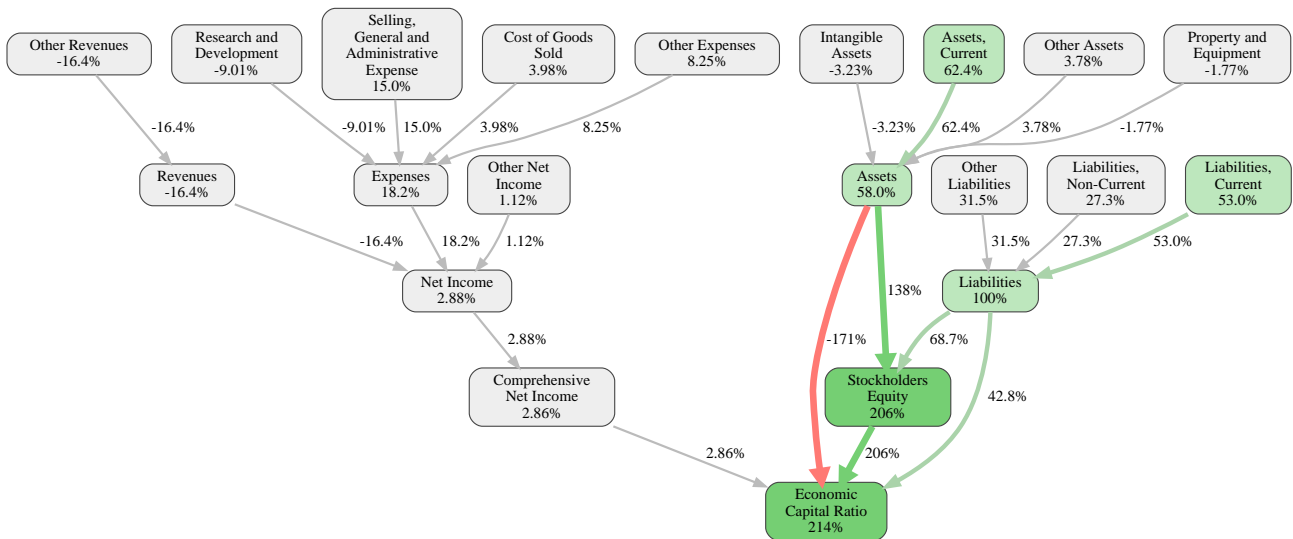 Other Revenues
-16.4%
Research and
Development
-9.01%
Selling,
General and
Administrative
Expense
15.0%
Cost of Goods
Sold
3.98%
Other Expenses
8.25%
Intangible
Assets
-3.23%
Assets,
Current
62.4%
Other Assets
3.78%
Property and
Equipment
-1.77%
-16.4%
-9.01%
15.0%
3.98%
8.25%
-3.23%
62.4%
3.78%
-1.77%
Revenues
-16.4%
Expenses
18.2%
Other Net
Income
1.12%
Assets
58.0%
Other
Liabilities
31.5%
Liabilities,
Non-Current
27.3%
Liabilities,
Current
53.0%
-16.4%
18.2%
1.12%
31.5%
27.3%
53.0%
Net Income
2.88%
138%
Liabilities
100%
2.88%
-171%
68.7%
Comprehensive
Net Income
2.86%
Stockholders
Equity
206%
42.8%
2.86%
206%
Economic
Capital Ratio
214%